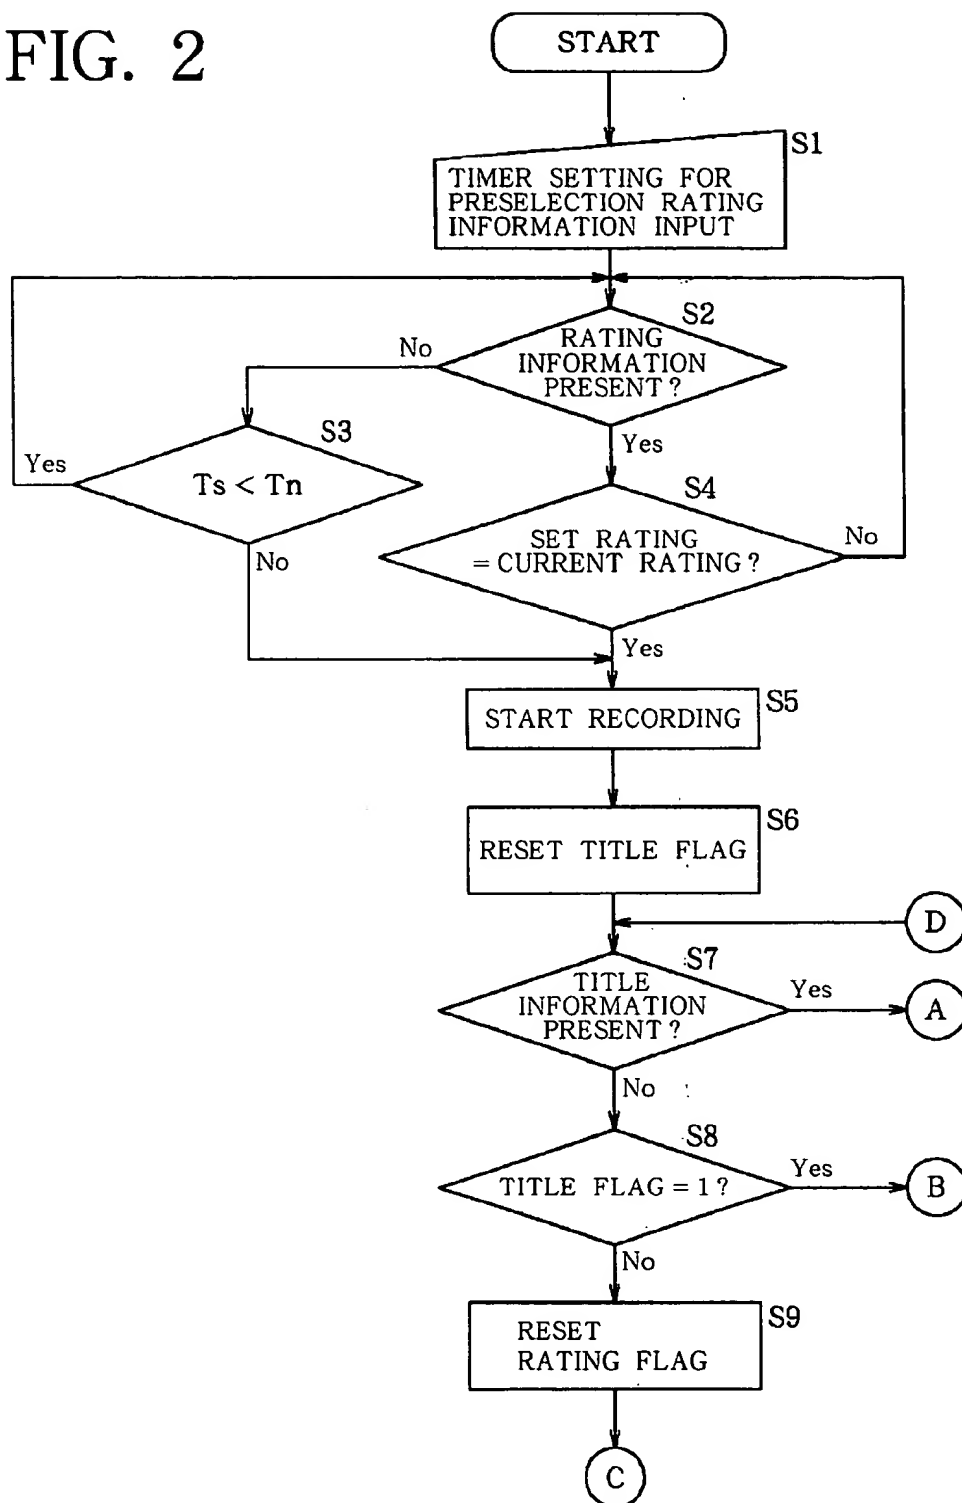 FIG. 2
START
S1
TIMER SETTING FOR
PRESELECTION RATING
INFORMATION INPUT
S2
RATING
INFORMATION
PRESENT ?
No
Yes
S3
Ts < Tn
Yes
No
S4
SET RATING
= CURRENT RATING ?
No
Yes
S5
START RECORDING
S6
RESET TITLE FLAG
D
S7
TITLE
INFORMATION
PRESENT ?
Yes
A
No
S8
TITLE FLAG = 1 ?
Yes
B
No
S9
RESET
RATING FLAG
C